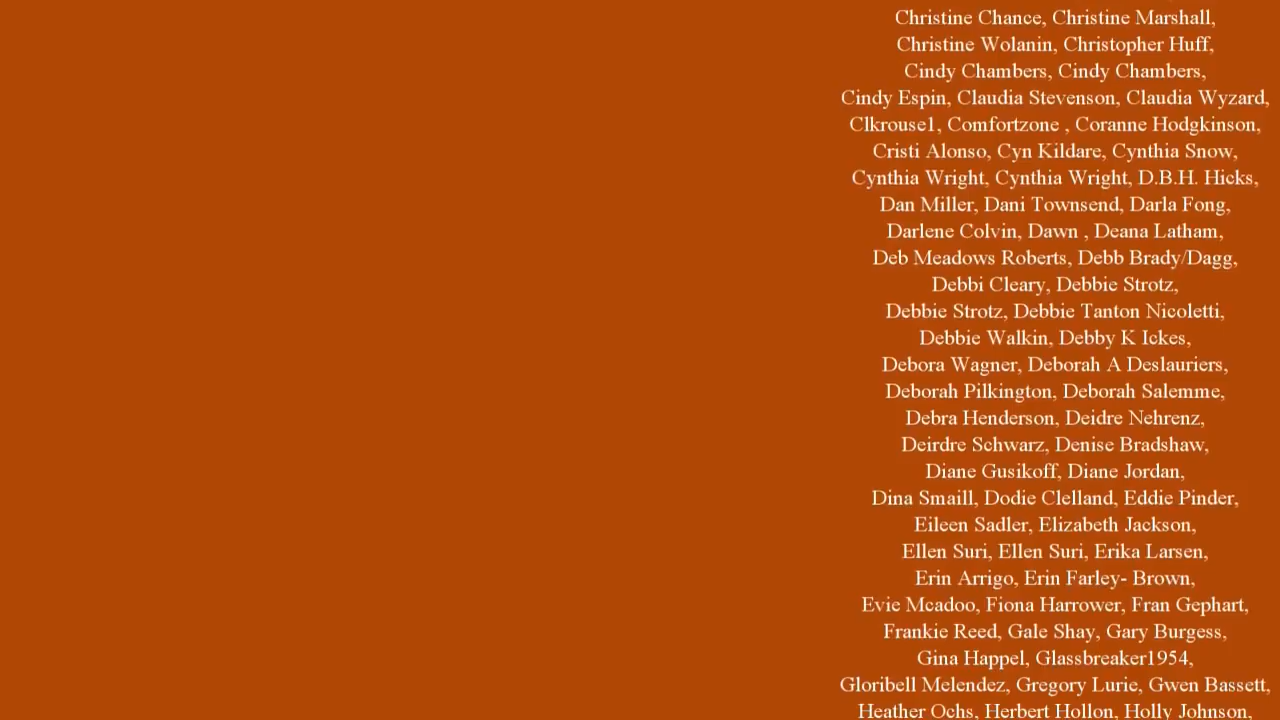 Christine Chance, Christine Marshall,
Christine Wolanin, Christopher Huff,
Cindy Chambers, Cindy Chambers,
Cindy Espin, Claudia Stevenson, Claudia Wyzard,
Clkrouse1, Comfortzone , Coranne Hodgkinson,
Cristi Alonso, Cyn Kildare, Cynthia Snow,
Cynthia Wright, Cynthia Wright, D.B.H. Hicks,
Dan Miller, Dani Townsend, Darla Fong,
Darlene Colvin, Dawn , Deana Latham,
Deb Meadows Roberts, Debb Brady/Dagg,
Debbi Cleary, Debbie Strotz,
Debbie Strotz, Debbie Tanton Nicoletti,
Debbie Walkin, Debby K Ickes,
Debora Wagner, Deborah A Deslauriers,
Deborah Pilkington, Deborah Salemme,
Debra Henderson, Deidre Nehrenz,
Deirdre Schwarz, Denise Bradshaw,
Diane Gusikoff, Diane Jordan,
Dina Smaill, Dodie Clelland, Eddie Pinder,
Eileen Sadler, Elizabeth Jackson,
Ellen Suri, Ellen Suri, Erika Larsen,
Erin Arrigo, Erin Farley- Brown,
Evie Mcadoo, Fiona Harrower, Fran Gephart,
Frankie Reed, Gale Shay, Gary Burgess,
Gina Happel, Glassbreaker1954,
Gloribell Melendez, Gregory Lurie, Gwen Bassett,
Heather Ochs, Herbert Hollon, Holly Johnson,